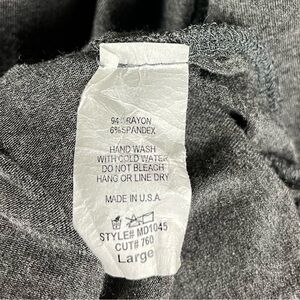 94% RAYON
6% SPANDEX
HAND WASH
WITH COLD WATER
DO NOT BLEACH
HANG OR LINE DRY
MADE IN U.S.A.
STYLE# MD1045
CUT# 760
Large